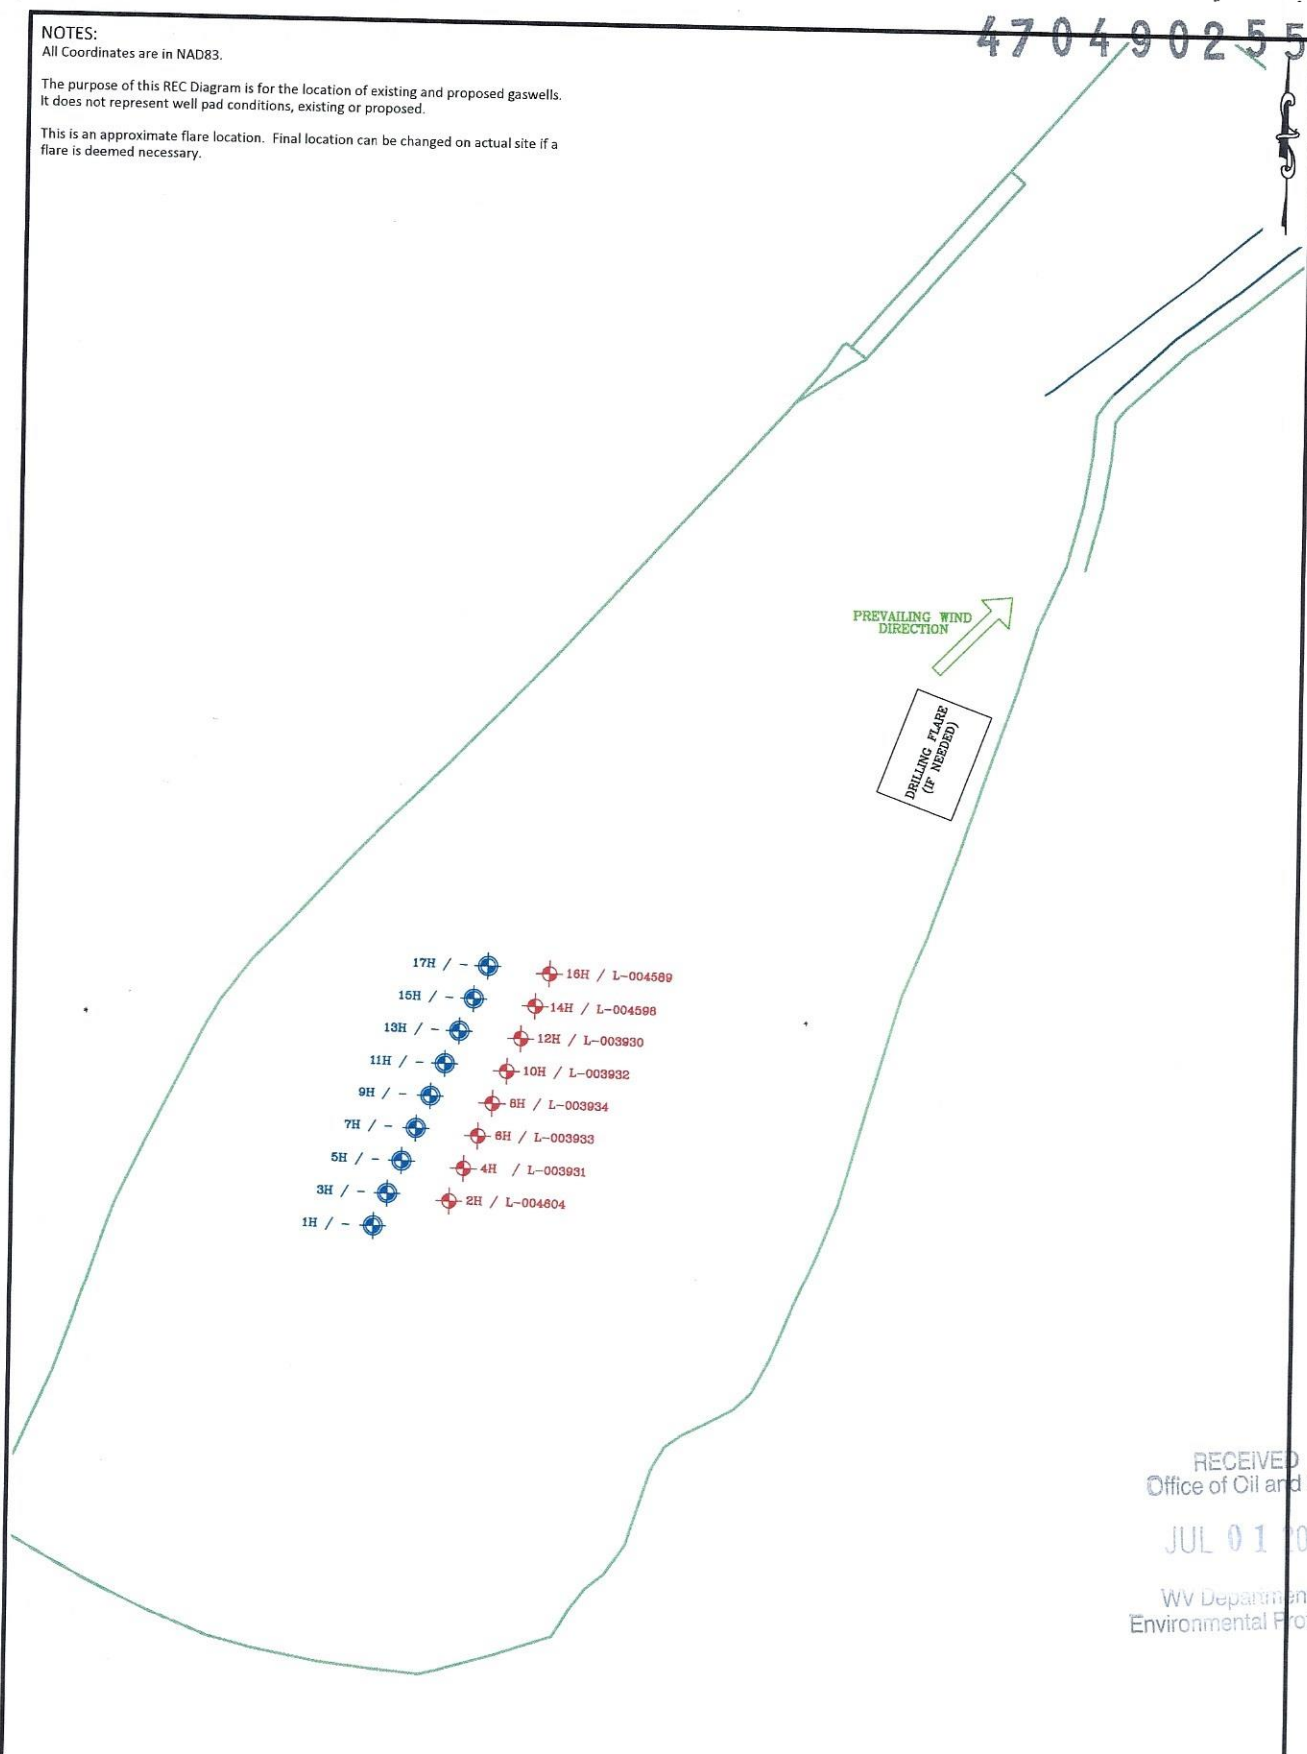 470490255
NOTES:
All Coordinates are in NAD83.
The purpose of this REC Diagram is for the location of existing and proposed gaswells.
It does not represent well pad conditions, existing or proposed.
This is an approximate flare location. Final location can be changed on actual site if a
flare is deemed necessary.
PREVAILING WIND
DIRECTION
DRILLING FLARE
(IF NEEDED)
17H / -
16H / L-004589
15H / -
14H / L-004598
13H / -
12H / L-003930
11H / -
10H / L-003932
9H / -
8H / L-003934
7H / -
6H / L-003933
5H / -
4H / L-003931
3H / -
2H / L-004604
1H / -
RECEIVED
Office of Oil and
JUL 01 20
WV Departmen
Environmental Pro